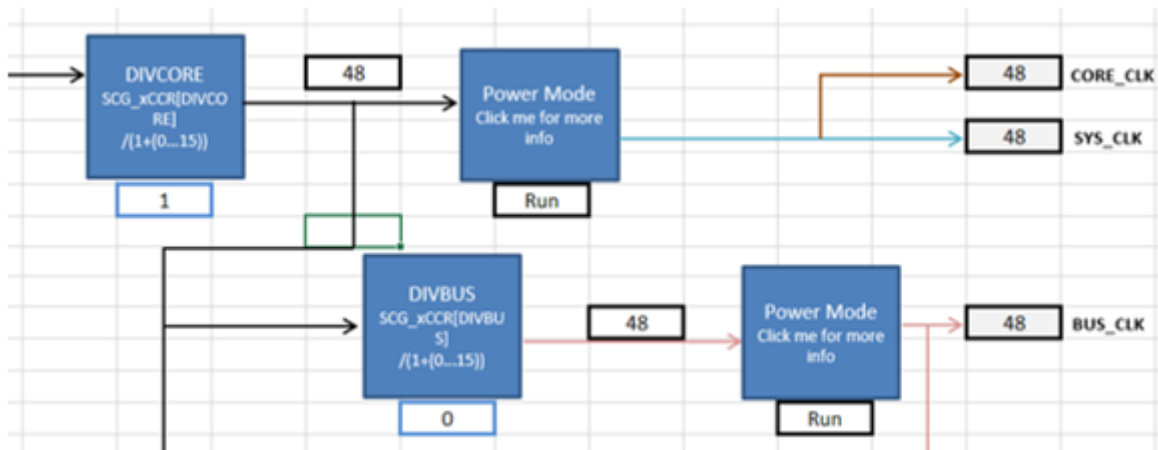 DIVCORE
SCG_xCCR[DIVCO
RE]
/(1+(0...15))
1
48
Power Mode
Click me for more
info
Run
48
CORE_CLK
48
SYS_CLK
DIVBUS
SCG_xCCR[DIVBU
S]
/(1+(0...15))
0
48
Power Mode
Click me for more
info
Run
48
BUS_CLK